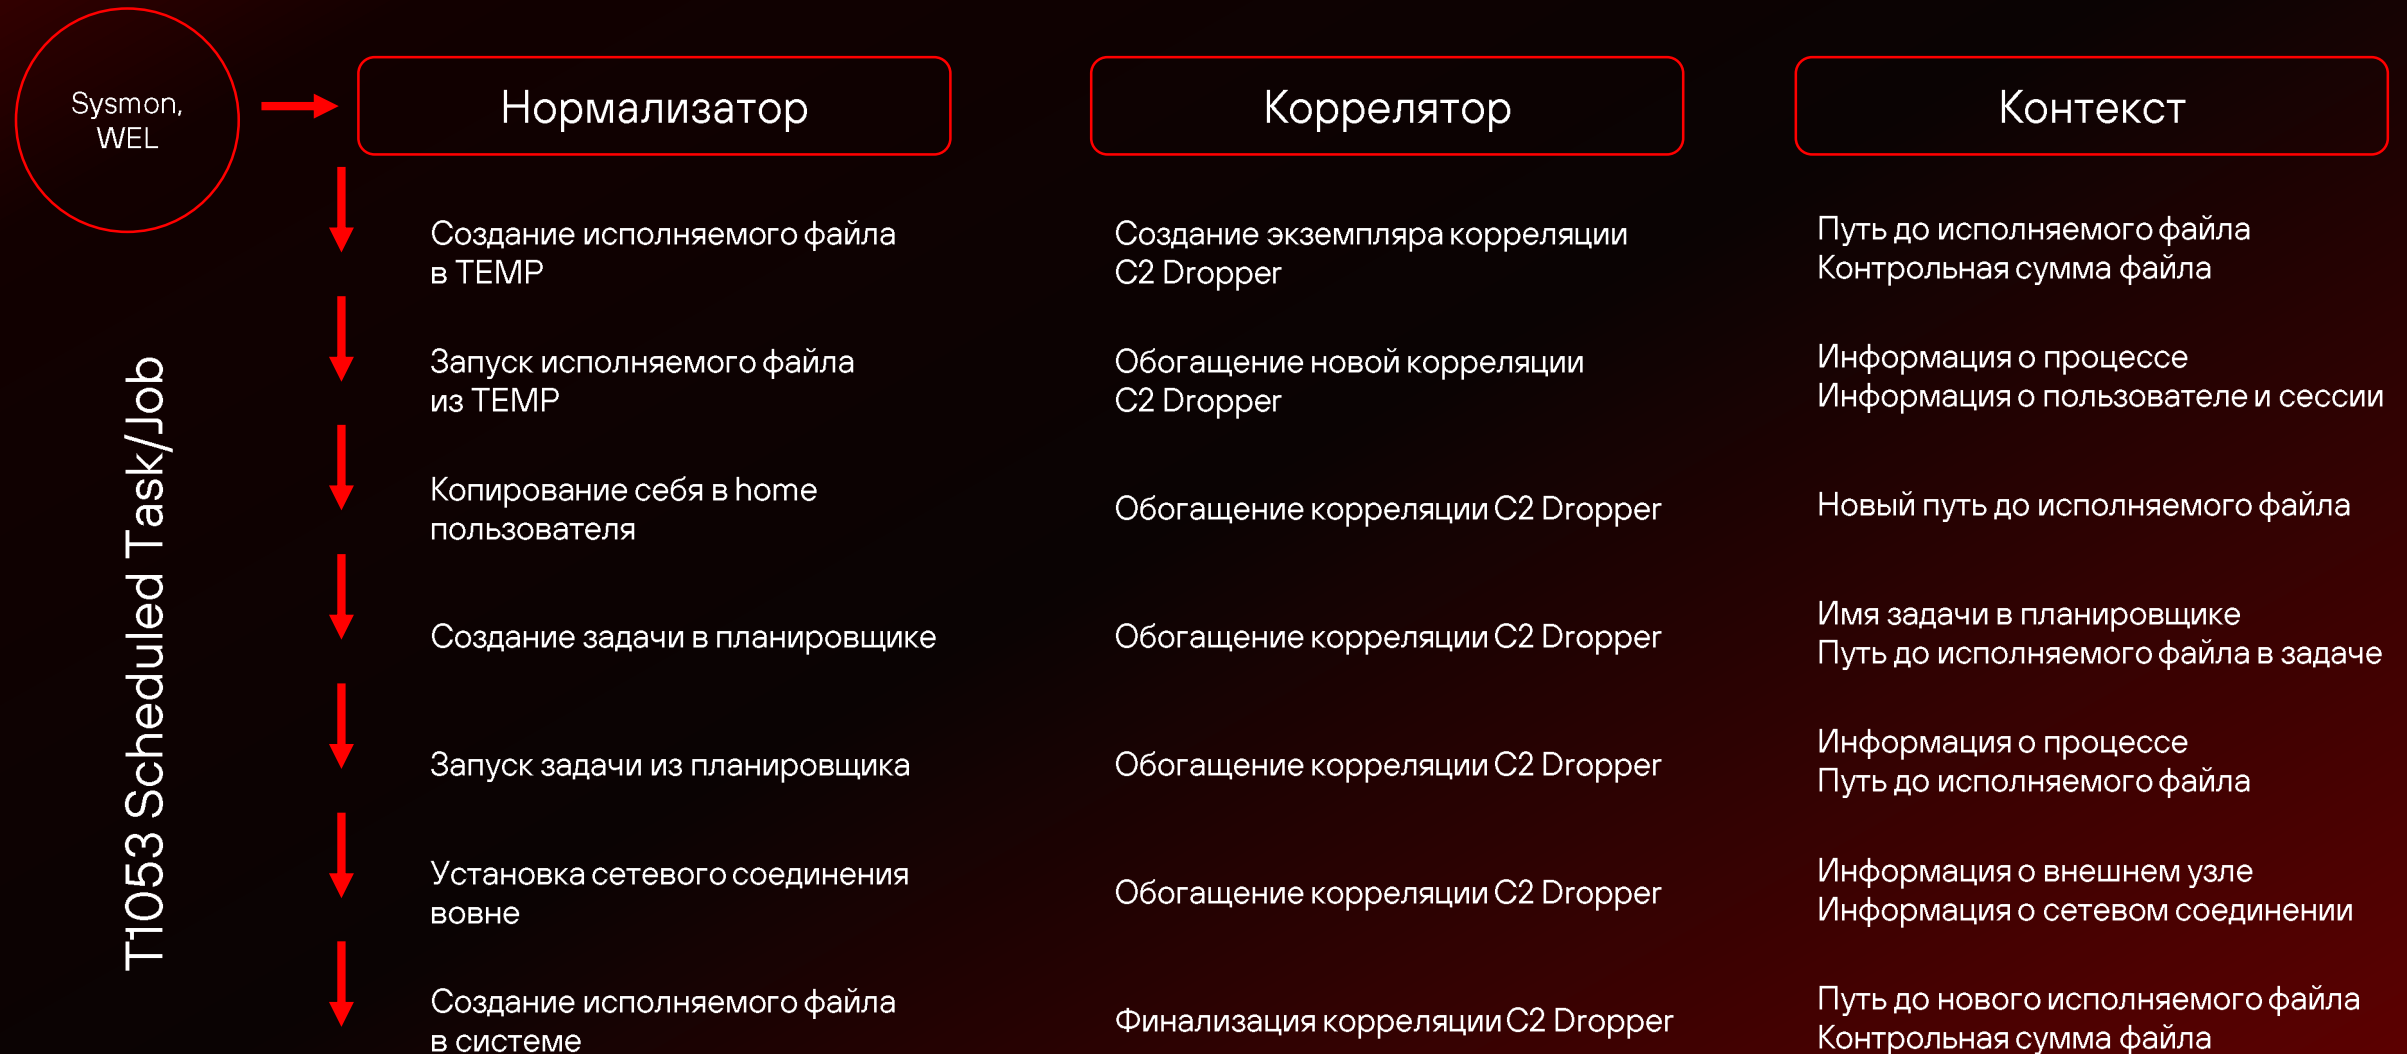 Sysmon,
WEL
Нормализатор
Коррелятор
Контекст
T1053 Scheduled Task/Job
Создание исполняемого файла
в TEMP
Создание экземпляра корреляции
C2 Dropper
Путь до исполняемого файла
Контрольная сумма файла
Запуск исполняемого файла
из TEMP
Обогащение новой корреляции
C2 Dropper
Информация о процессе
Информация о пользователе и сессии
Копирование себя в home
пользователя
Обогащение корреляции C2 Dropper
Новый путь до исполняемого файла
Создание задачи в планировщике
Обогащение корреляции C2 Dropper
Имя задачи в планировщике
Путь до исполняемого файла в задаче
Запуск задачи из планировщика
Обогащение корреляции C2 Dropper
Информация о процессе
Путь до исполняемого файла
Установка сетевого соединения
вовне
Обогащение корреляции C2 Dropper
Информация о внешнем узле
Информация о сетевом соединении
Создание исполняемого файла
в системе
Финализация корреляции C2 Dropper
Путь до нового исполняемого файла
Контрольная сумма файла